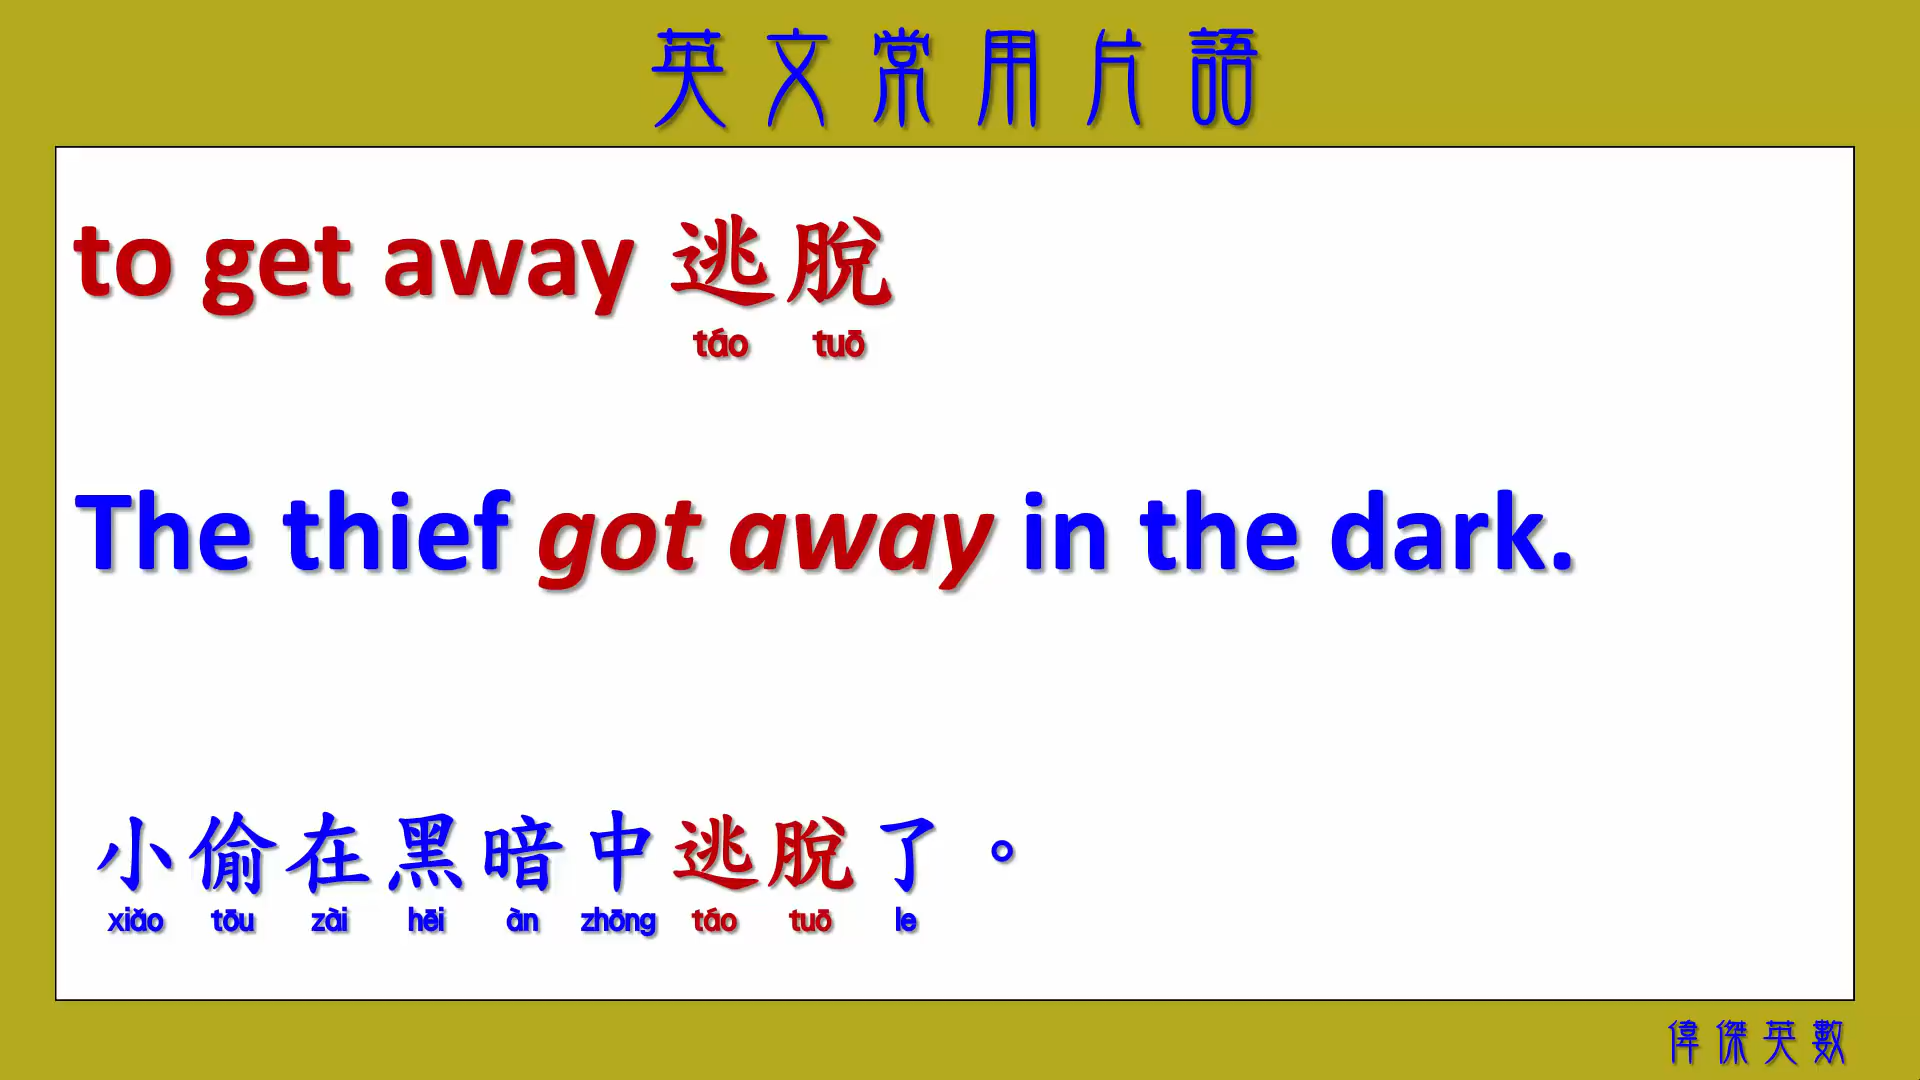 英文常用片語
to get away 逃脫
táo tuō
The thief got away in the dark.
小偷在黑暗中逃脫了。
xiǎo tōu zài hēi àn zhōng táo tuō le
偉傑英數